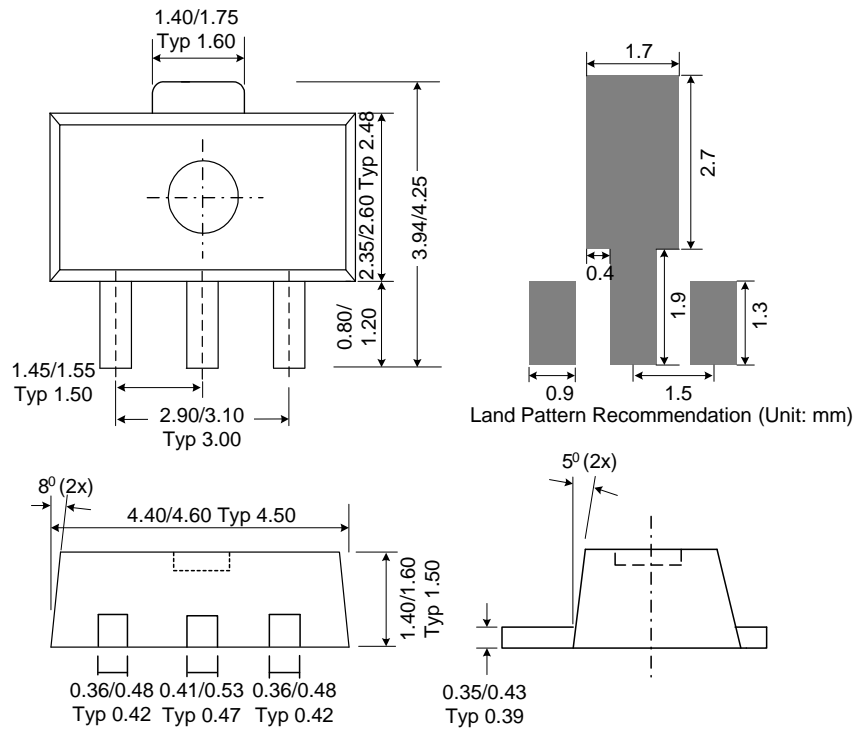 1.40/1.75
Typ 1.60
2.35/2.60 Typ 2.48
3.94/4.25
0.80/
1.20
1.45/1.55
Typ 1.50
2.90/3.10
Typ 3.00
1.7
2.7
0.4
1.9
1.3
0.9
1.5
Land Pattern Recommendation (Unit: mm)
8⁰ (2x)
4.40/4.60 Typ 4.50
1.40/1.60
Typ 1.50
0.36/0.48
Typ 0.42
0.41/0.53
Typ 0.47
0.36/0.48
Typ 0.42
5⁰ (2x)
0.35/0.43
Typ 0.39